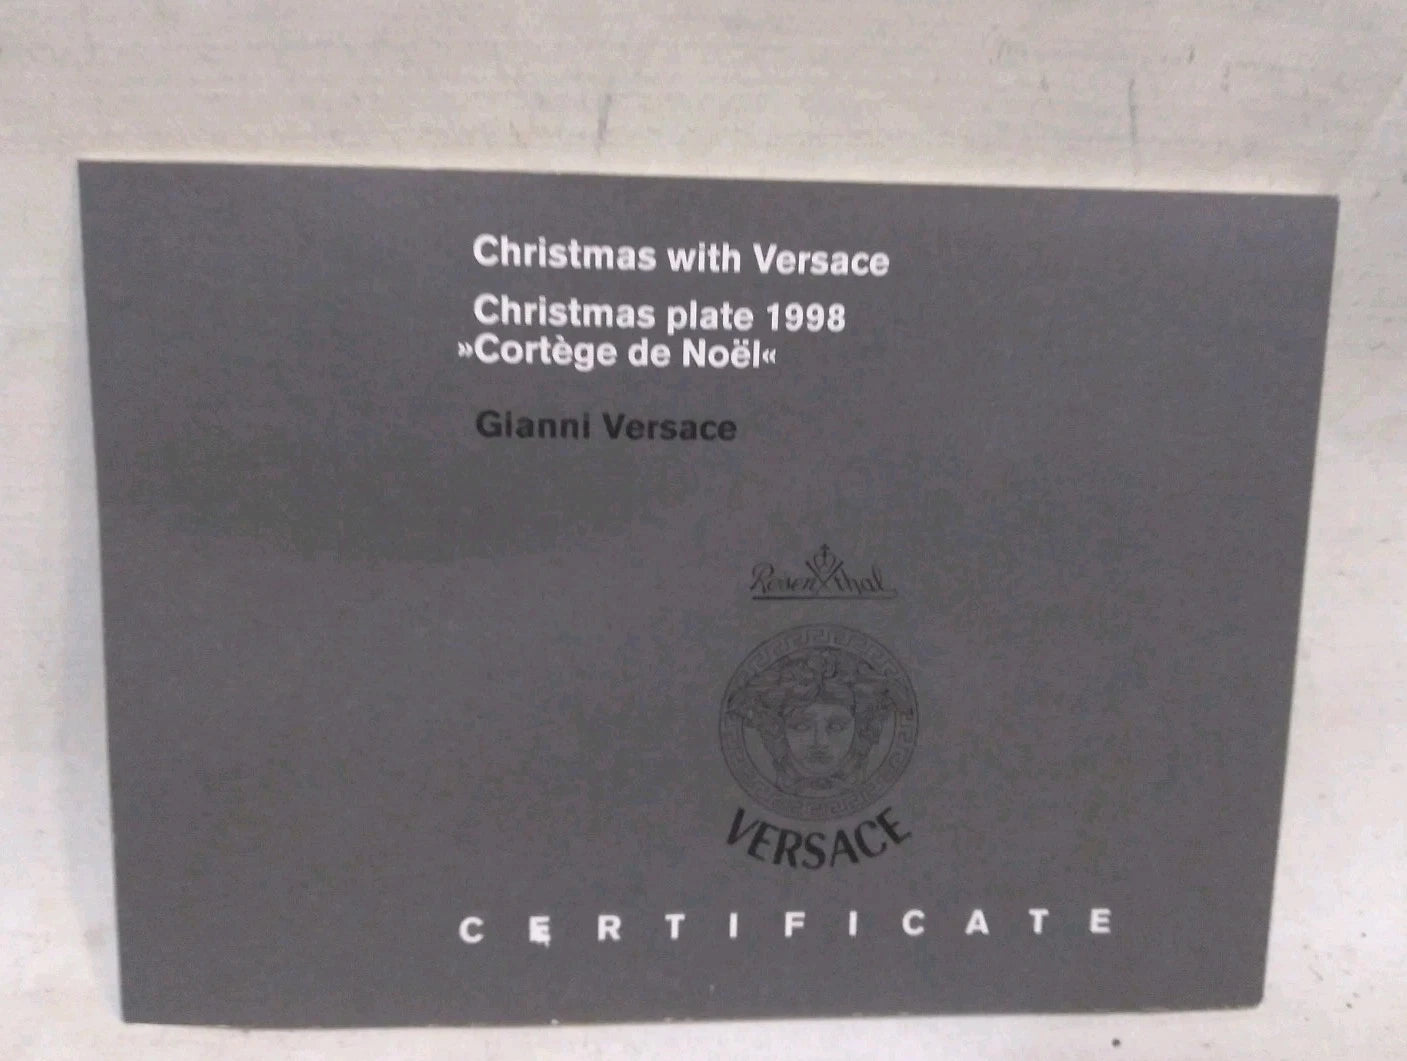 Christmas with Versace
Christmas plate 1998
»Cortège de Noël«
Gianni Versace
Rosenthal
VERSACE
CERTIFICATE